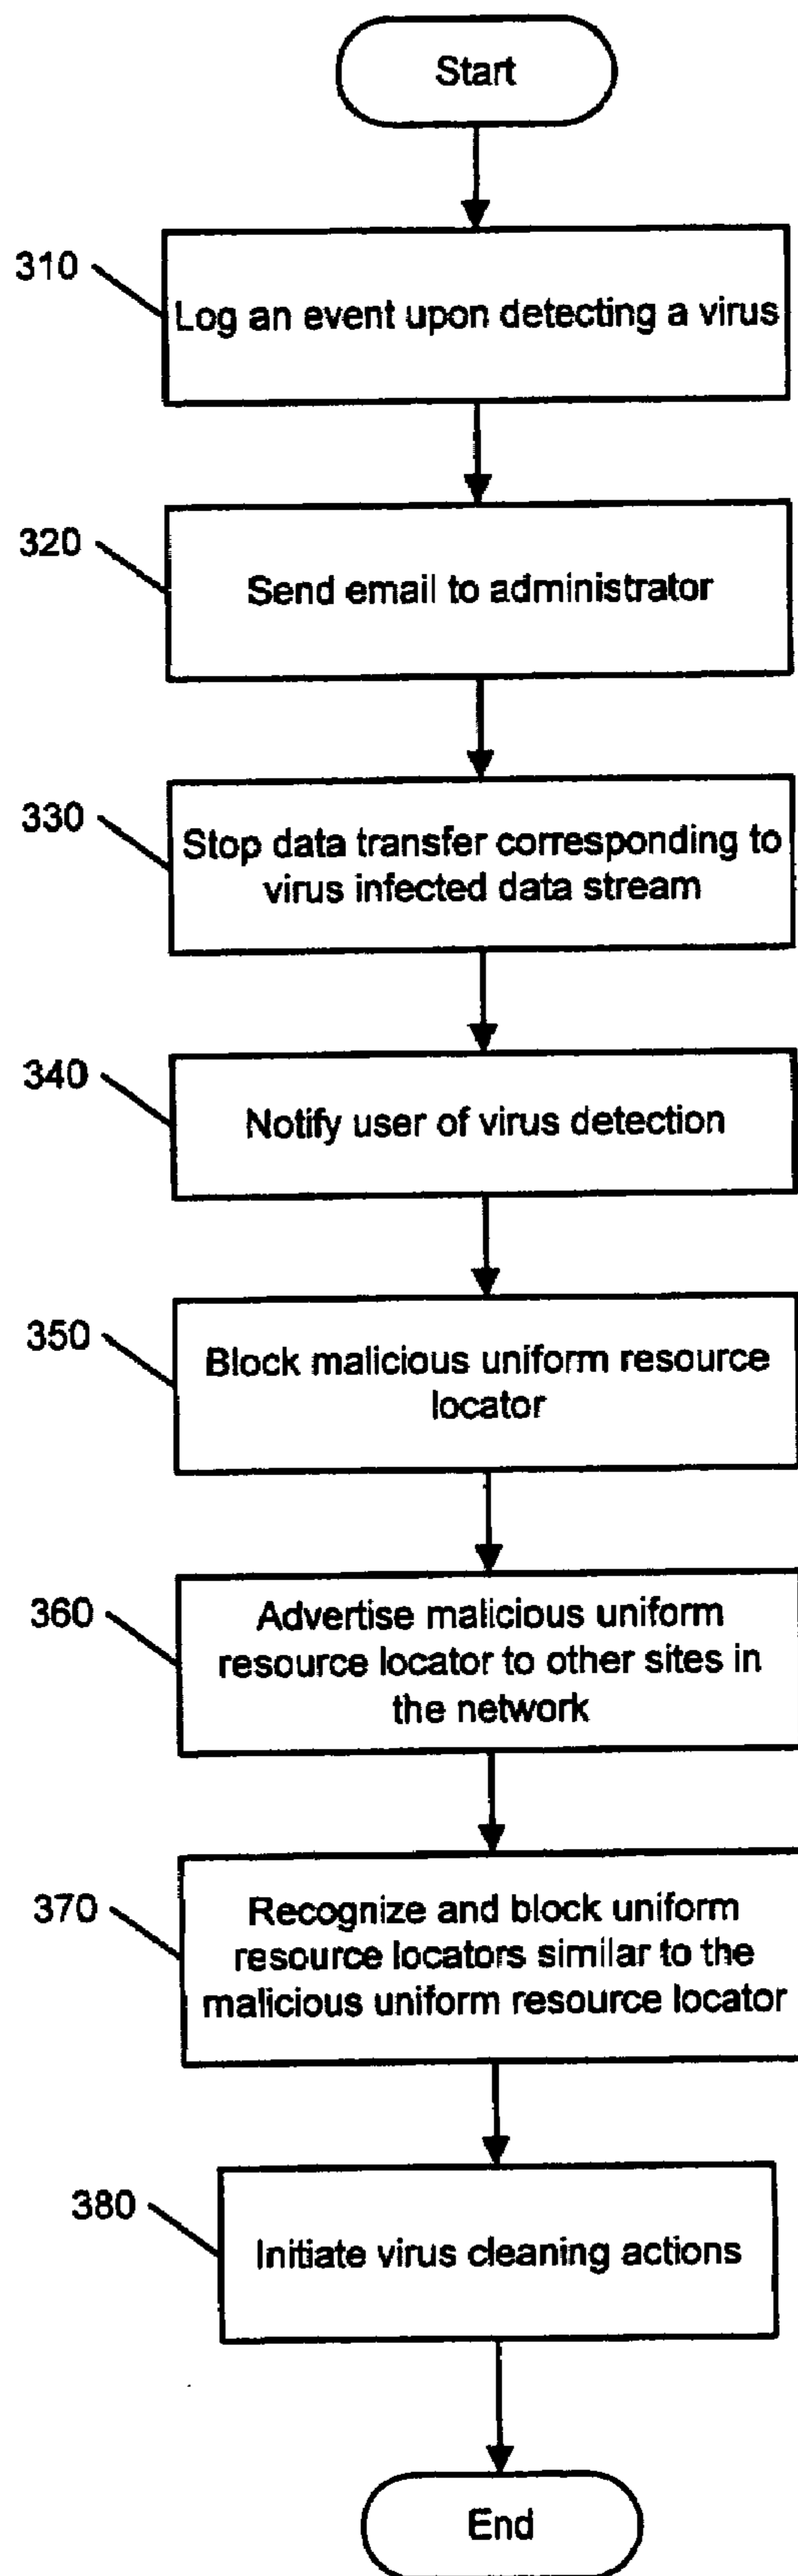 Start
310
Log an event upon detecting a virus
320
Send email to administrator
330
Stop data transfer corresponding to
virus infected data stream
340
Notify user of virus detection
350
Block malicious uniform resource
locator
360
Advertise malicious uniform
resource locator to other sites in
the network
370
Recognize and block uniform
resource locators similar to the
malicious uniform resource locator
380
Initiate virus cleaning actions
End